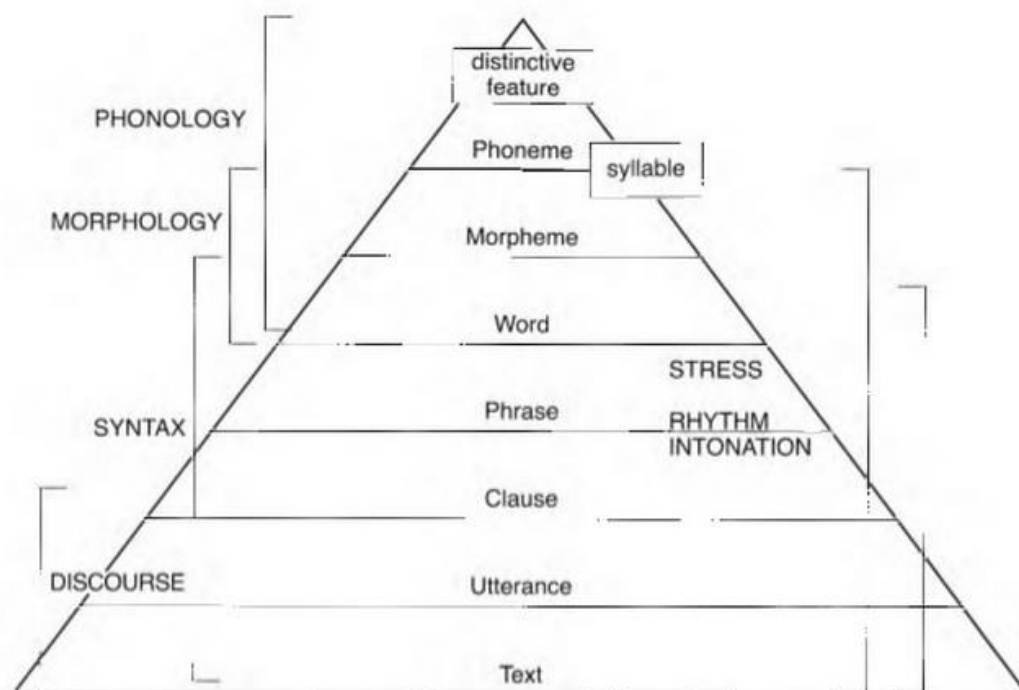 distinctive
feature
PHONOLOGY
Phoneme
syllable
MORPHOLOGY
Morpheme
Word
STRESS
Phrase
SYNTAX
RHYTHM
INTONATION
Clause
DISCOURSE
Utterance
Text